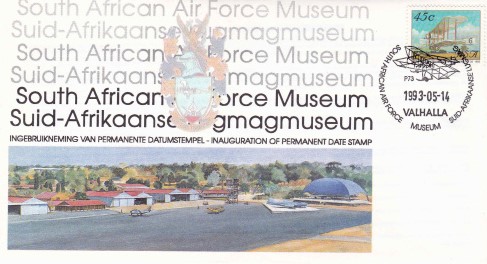 South African Air Force Museum
Suid-Afrikaanse Lugmagmuseum
South African Air Force Museum
Suid-Afrikaanse Lugmagmuseum
South African Air Force Museum
Suid-Afrikaanse Lugmagmuseum
INGEBRUIKNEMING VAN PERMANENTE DATUMSTEMPEL - INAUGURATION OF PERMANENT DATE STAMP
45c
SOUTH AFRICAN AIR FORCE
MUSEUM
SUID-AFRIKAANSE LUGMAG
P73
1993-05-14
VALHALLA